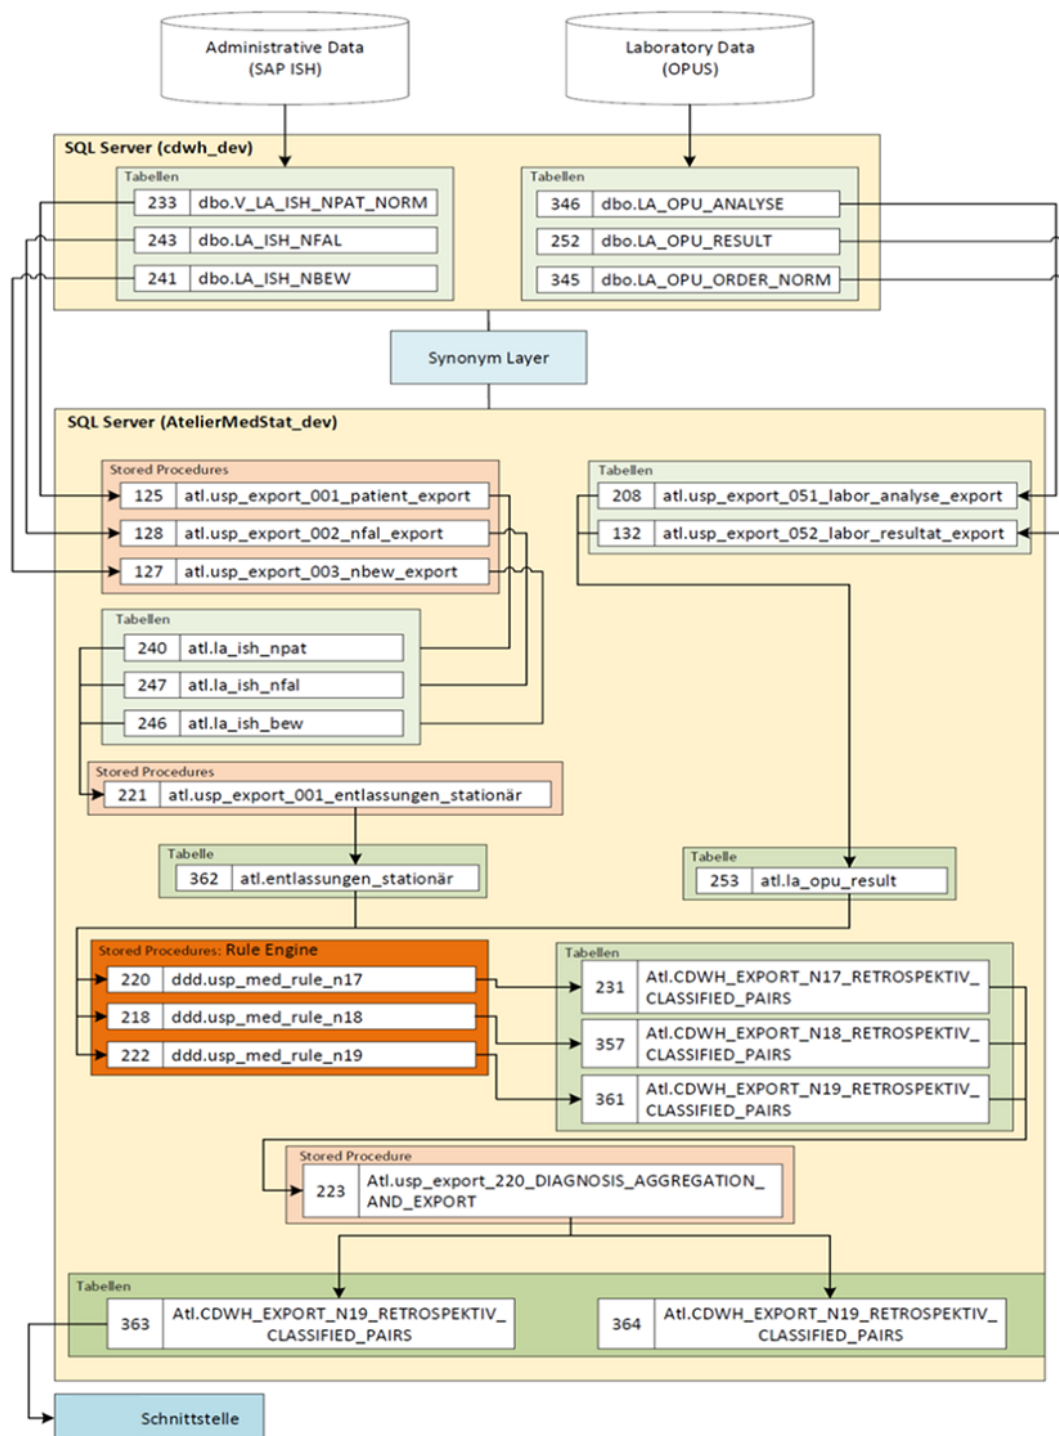 Administrative Data
(SAP ISH)
Laboratory Data
(OPUS)
SQL Server (cdwh_dev)
Tabellen
233 dbo.V_LA_ISH_NPAT_NORM
243 dbo.LA_ISH_NFAL
241 dbo.LA_ISH_NBEW
Tabellen
346 dbo.LA_OPU_ANALYSE
252 dbo.LA_OPU_RESULT
345 dbo.LA_OPU_ORDER_NORM
Synonym Layer
SQL Server (AtelierMedStat_dev)
Stored Procedures
125 atl.usp_export_001_patient_export
128 atl.usp_export_002_nfal_export
127 atl.usp_export_003_nbew_export
Tabellen
208 atl.usp_export_051_labor_analyse_export
132 atl.usp_export_052_labor_resultat_export
Tabellen
240 atl.la_ish_npat
247 atl.la_ish_nfal
246 atl.la_ish_bew
Stored Procedures
221 atl.usp_export_001_entlassungen_stationär
Tabelle
362 atl.entlassungen_stationär
Tabelle
253 atl.la_opu_result
Stored Procedures: Rule Engine
220 ddd.usp_med_rule_n17
218 ddd.usp_med_rule_n18
222 ddd.usp_med_rule_n19
Tabellen
231 Atl.CDWH_EXPORT_N17_RETROSPEKTIV_
CLASSIFIED_PAIRS
357 Atl.CDWH_EXPORT_N18_RETROSPEKTIV_
CLASSIFIED_PAIRS
361 Atl.CDWH_EXPORT_N19_RETROSPEKTIV_
CLASSIFIED_PAIRS
Stored Procedure
223 Atl.usp_export_220_DIAGNOSIS_AGGREGATION_
AND_EXPORT
Tabellen
363 Atl.CDWH_EXPORT_N19_RETROSPEKTIV_
CLASSIFIED_PAIRS
364 Atl.CDWH_EXPORT_N19_RETROSPEKTIV_
CLASSIFIED_PAIRS
Schnittstelle